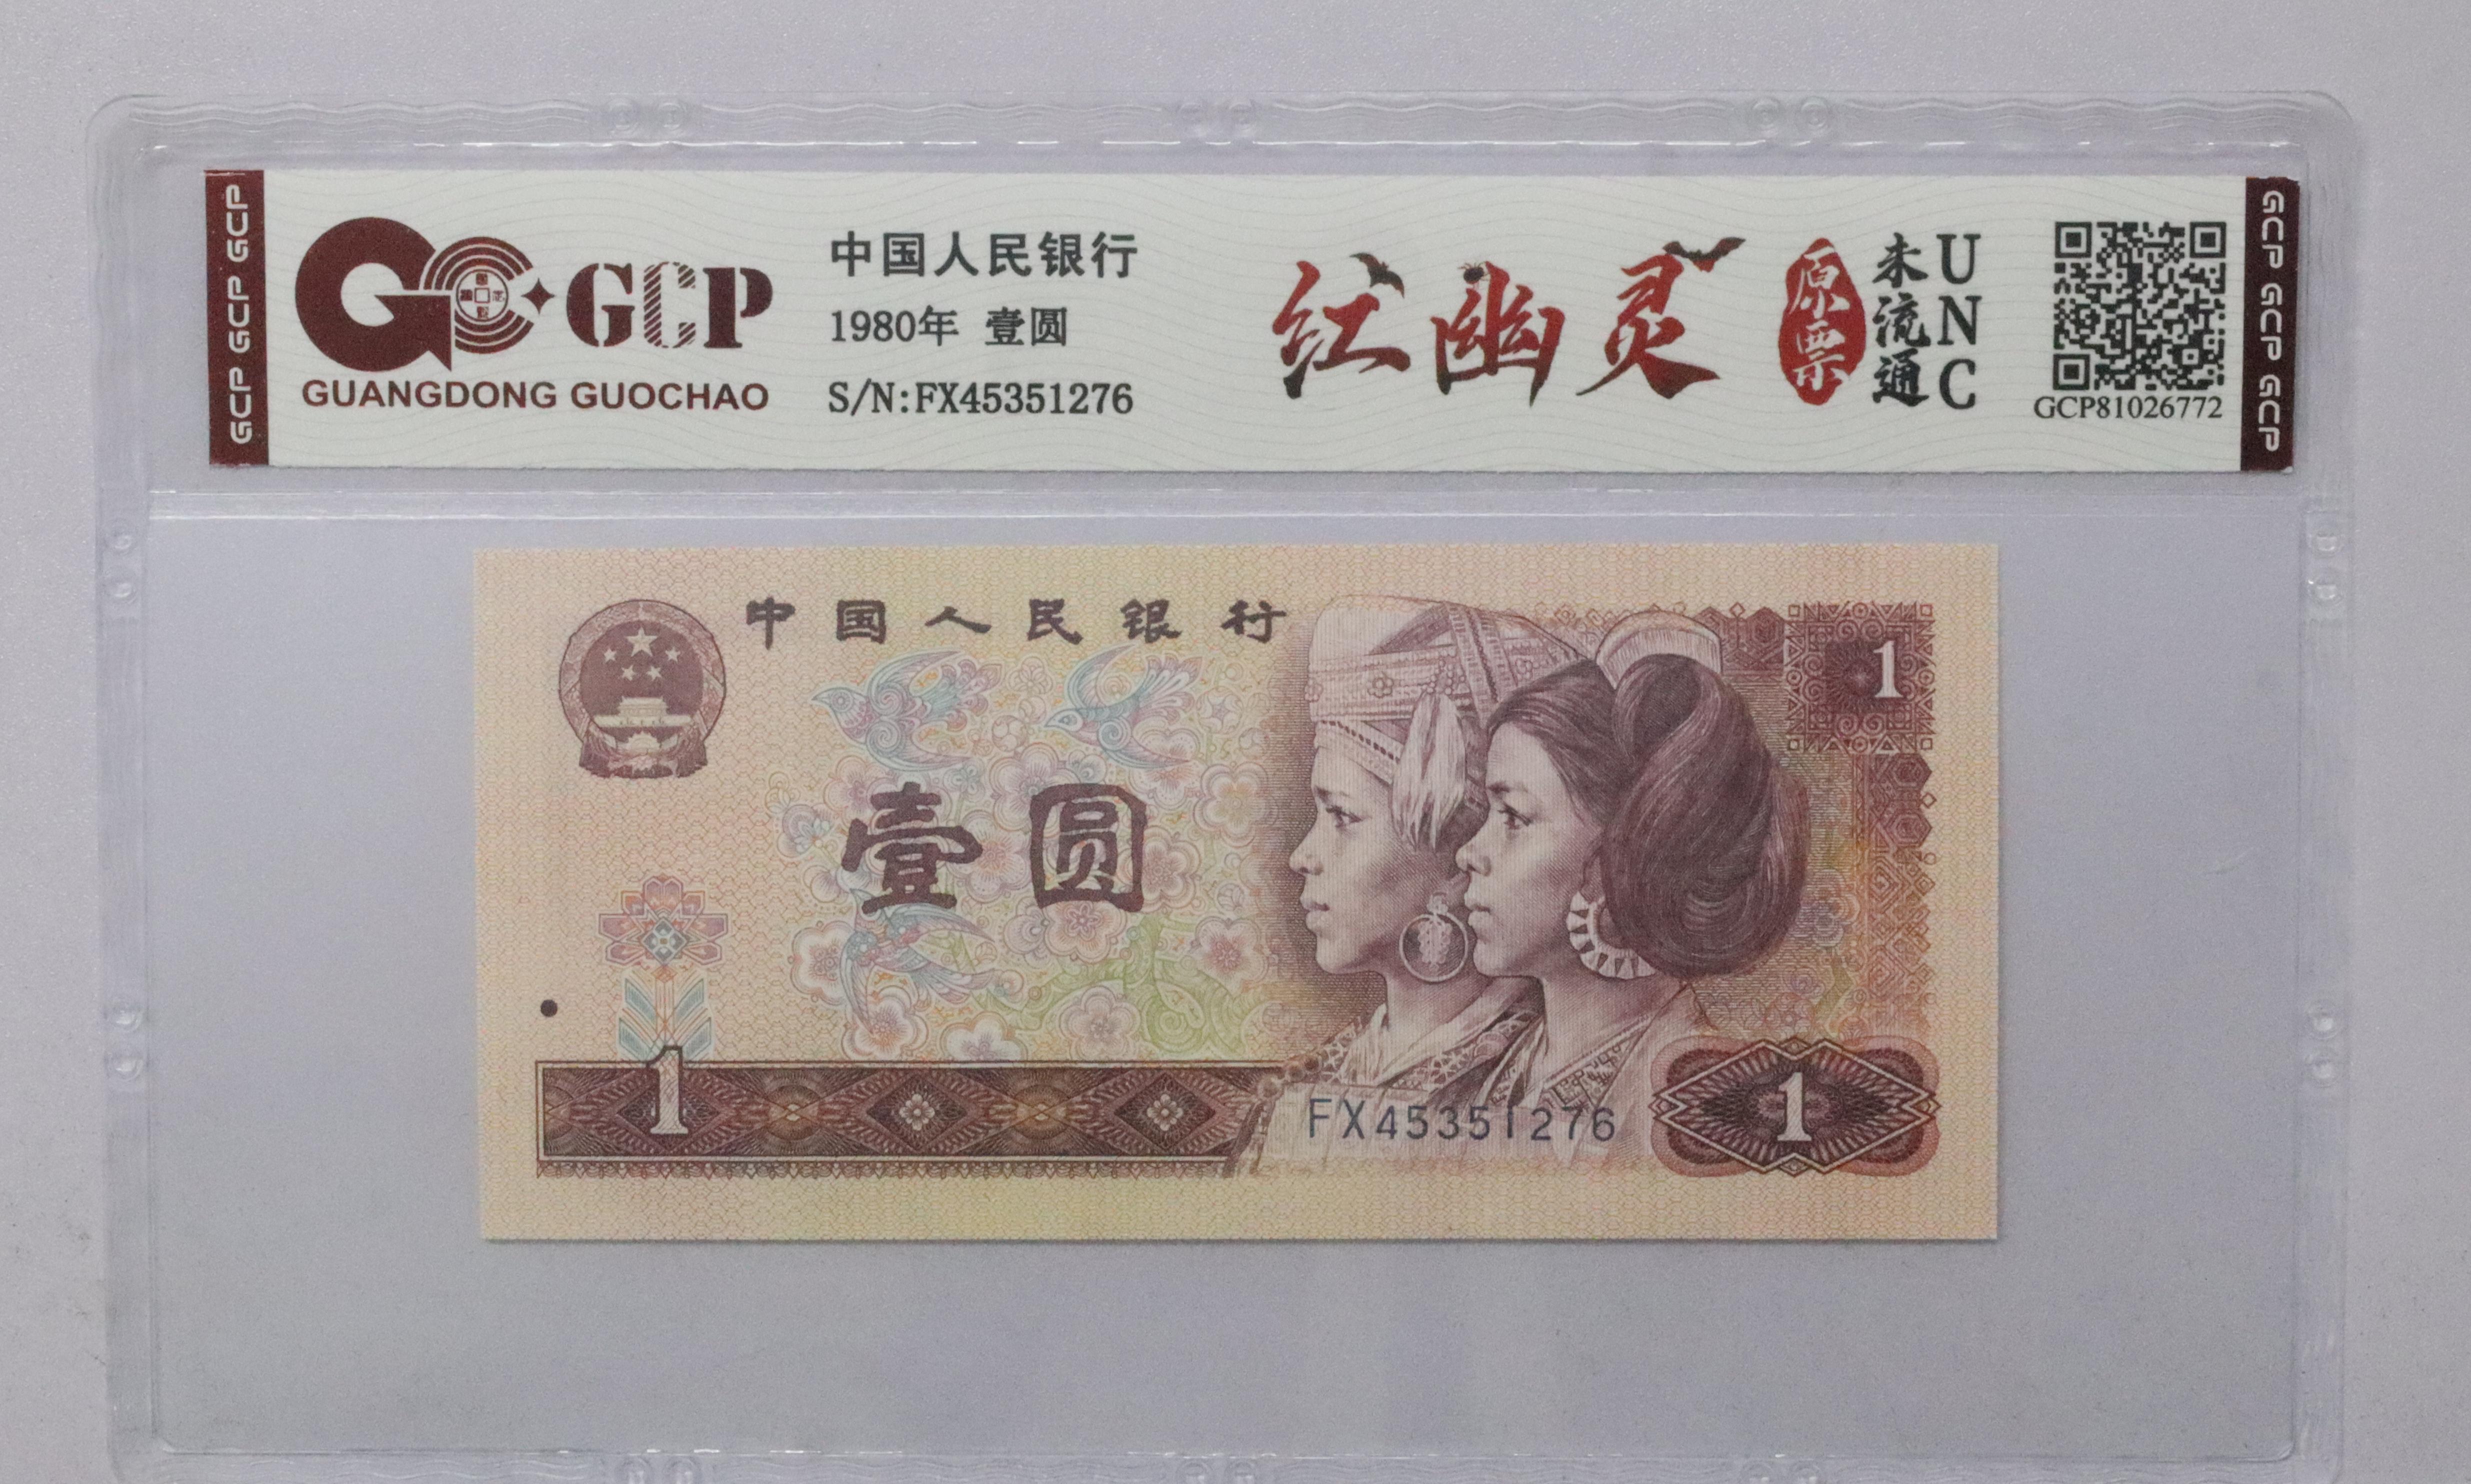 GCP GCP GCP
GCP
GUANGDONG GUOCHAO
中国人民银行
1980年 壹圆
S/N:FX45351276
红幽灵
原票
未流通
UNC
GCP81026772
GCP GCP GCP
中国人民银行
1
壹圆
1
FX45351276
1